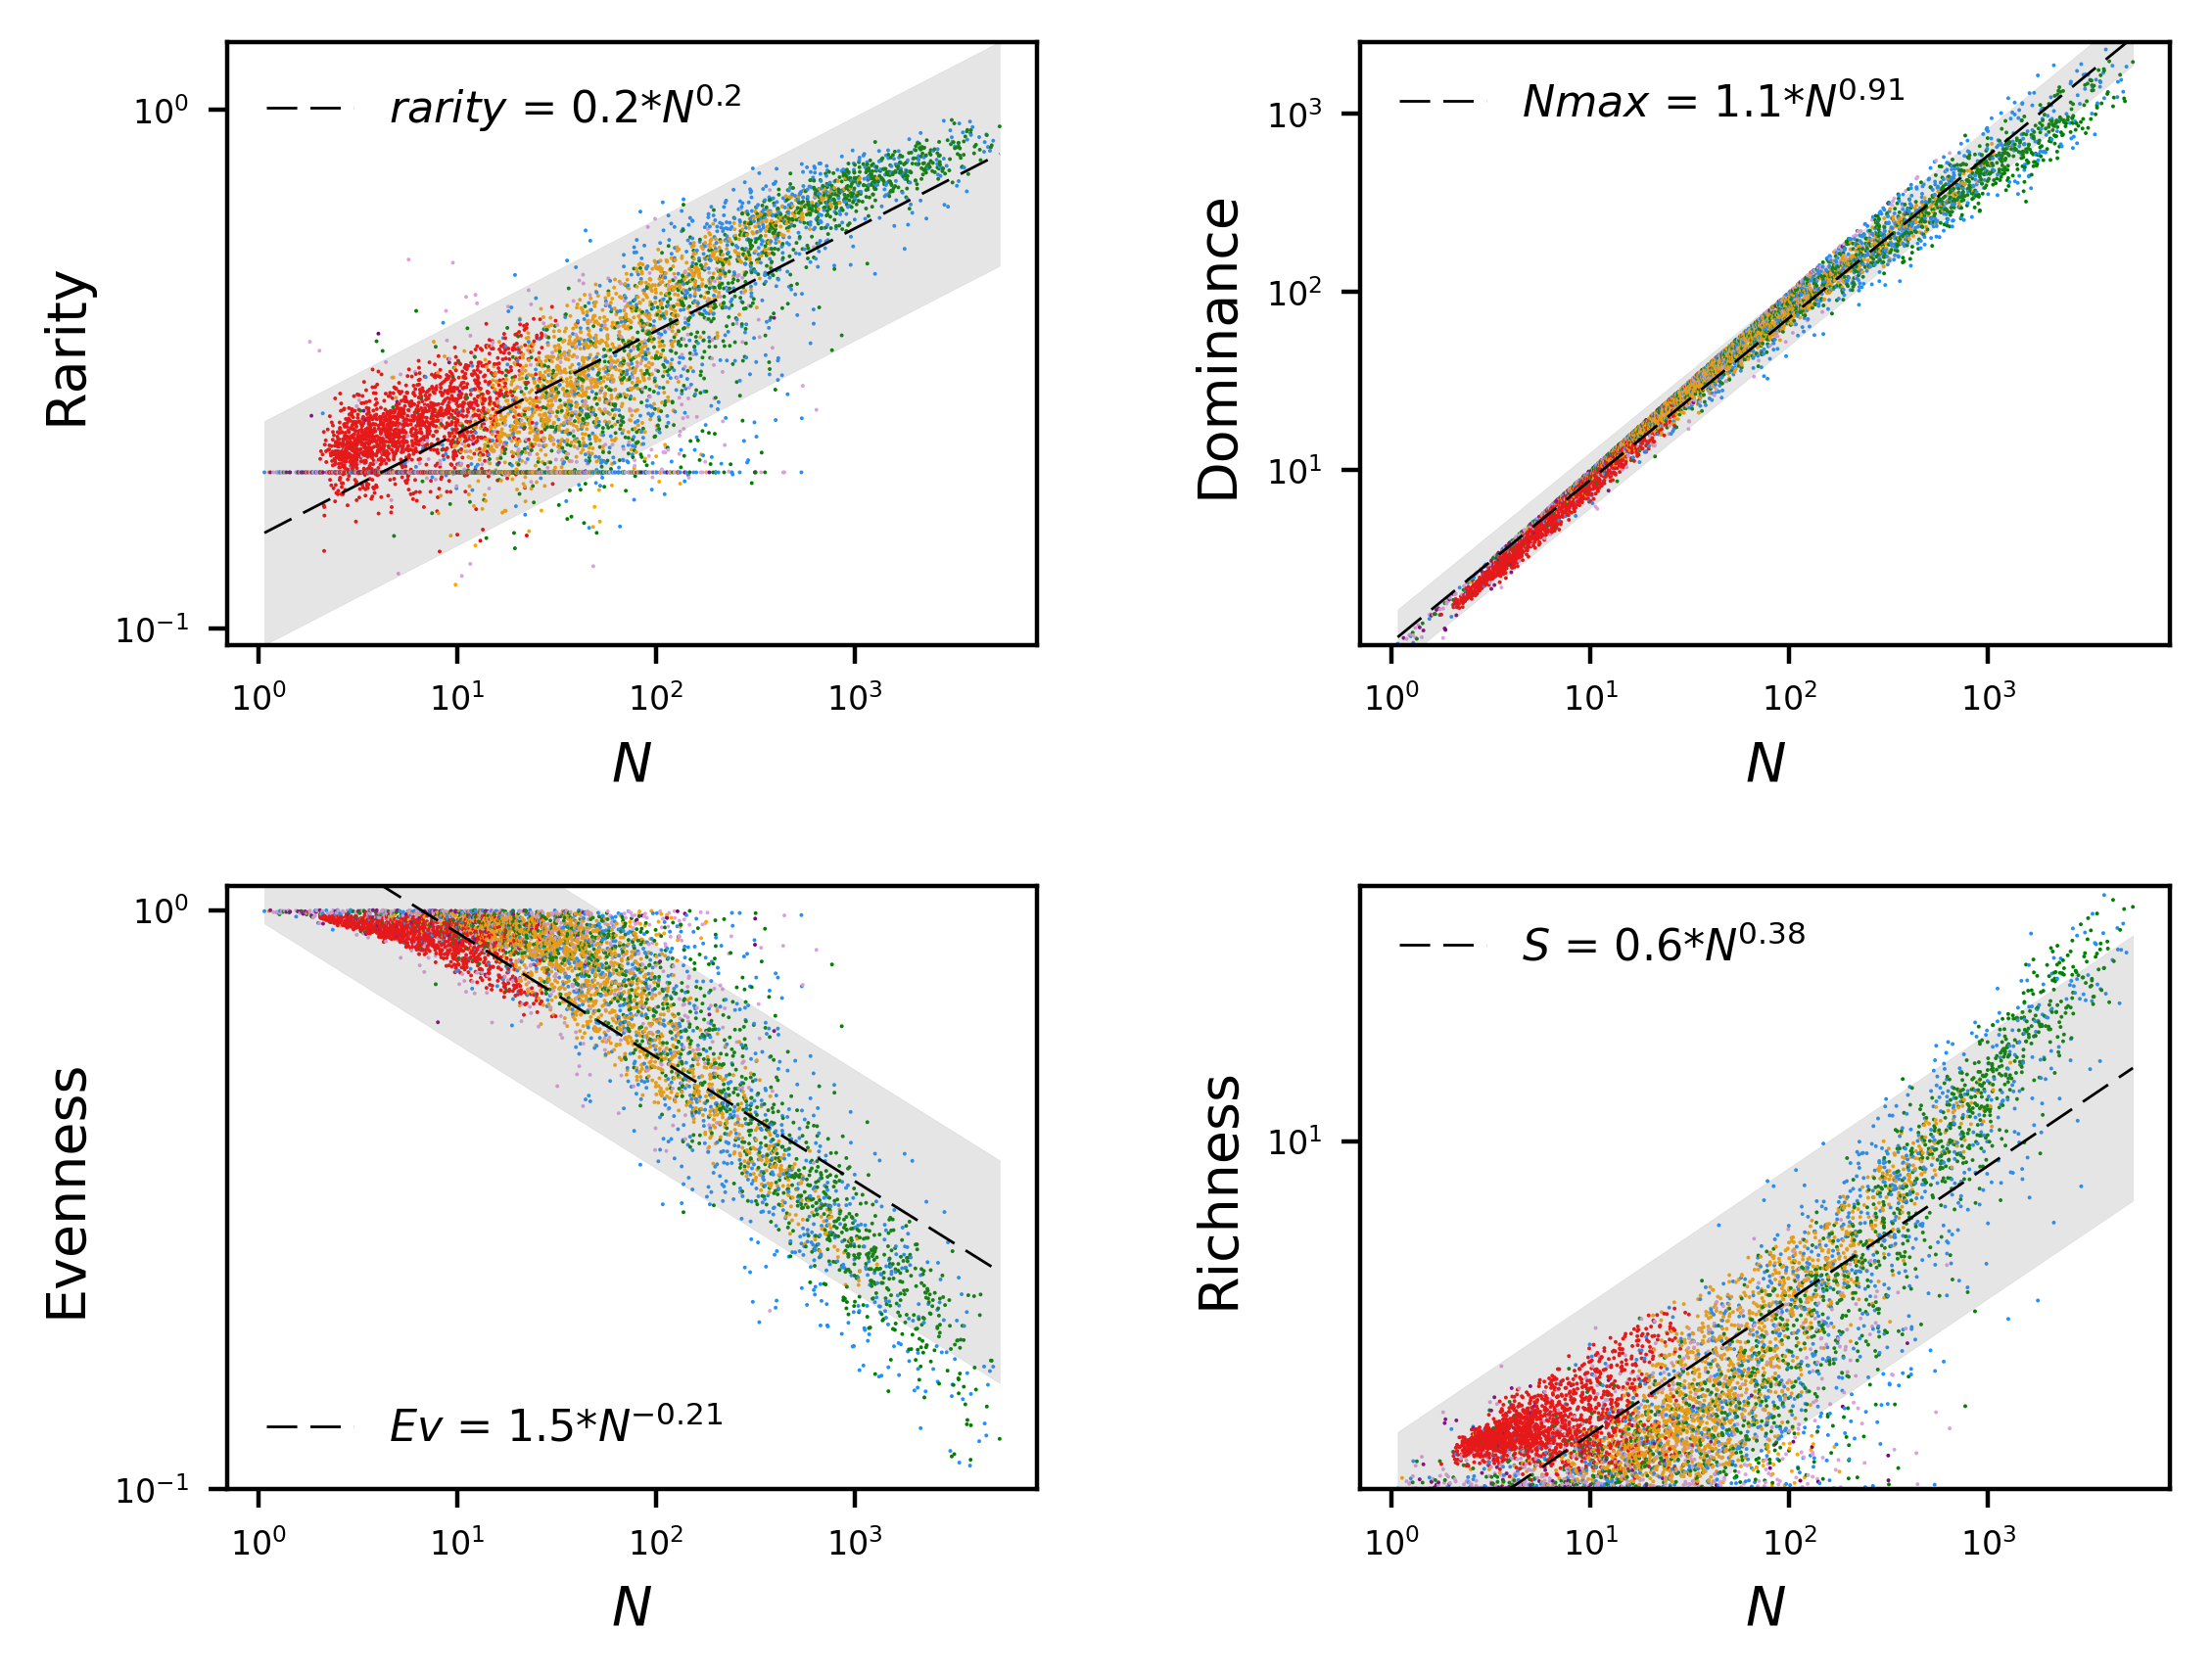 rarity = 0.2*N^0.2
10^0
10^-1
Rarity
10^0 10^1 10^2 10^3
N
Nmax = 1.1*N^0.91
10^3
10^2
10^1
Dominance
10^0 10^1 10^2 10^3
N
10^0
10^-1
Evenness
Ev = 1.5*N^−0.21
10^0 10^1 10^2 10^3
N
S = 0.6*N^0.38
10^1
Richness
10^0 10^1 10^2 10^3
N